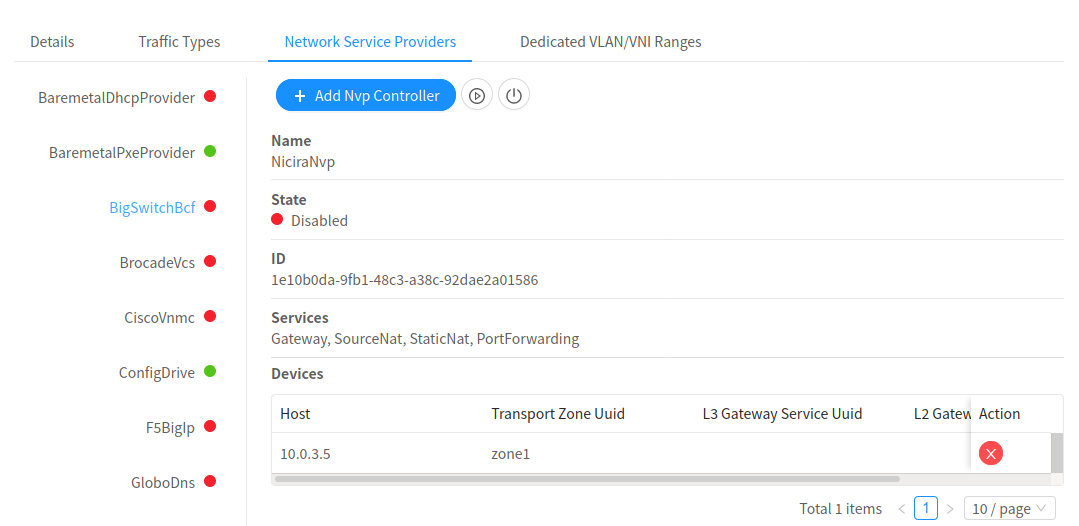 Details Traffic Types Network Service Providers Dedicated VLAN/VNI Ranges
BaremetalDhcpProvider
BaremetalPxeProvider
BigSwitchBcf
BrocadeVcs
CiscoVnmc
ConfigDrive
F5BigIp
GloboDns
+ Add Nvp Controller
Name
NiciraNvp
State
Disabled
ID
1e10b0da-9fb1-48c3-a38c-92dae2a01586
Services
Gateway, SourceNat, StaticNat, PortForwarding
Devices
Host Transport Zone Uuid L3 Gateway Service Uuid L2 Gatew Action
10.0.3.5 zone1
Total 1 items < 1 > 10 / page